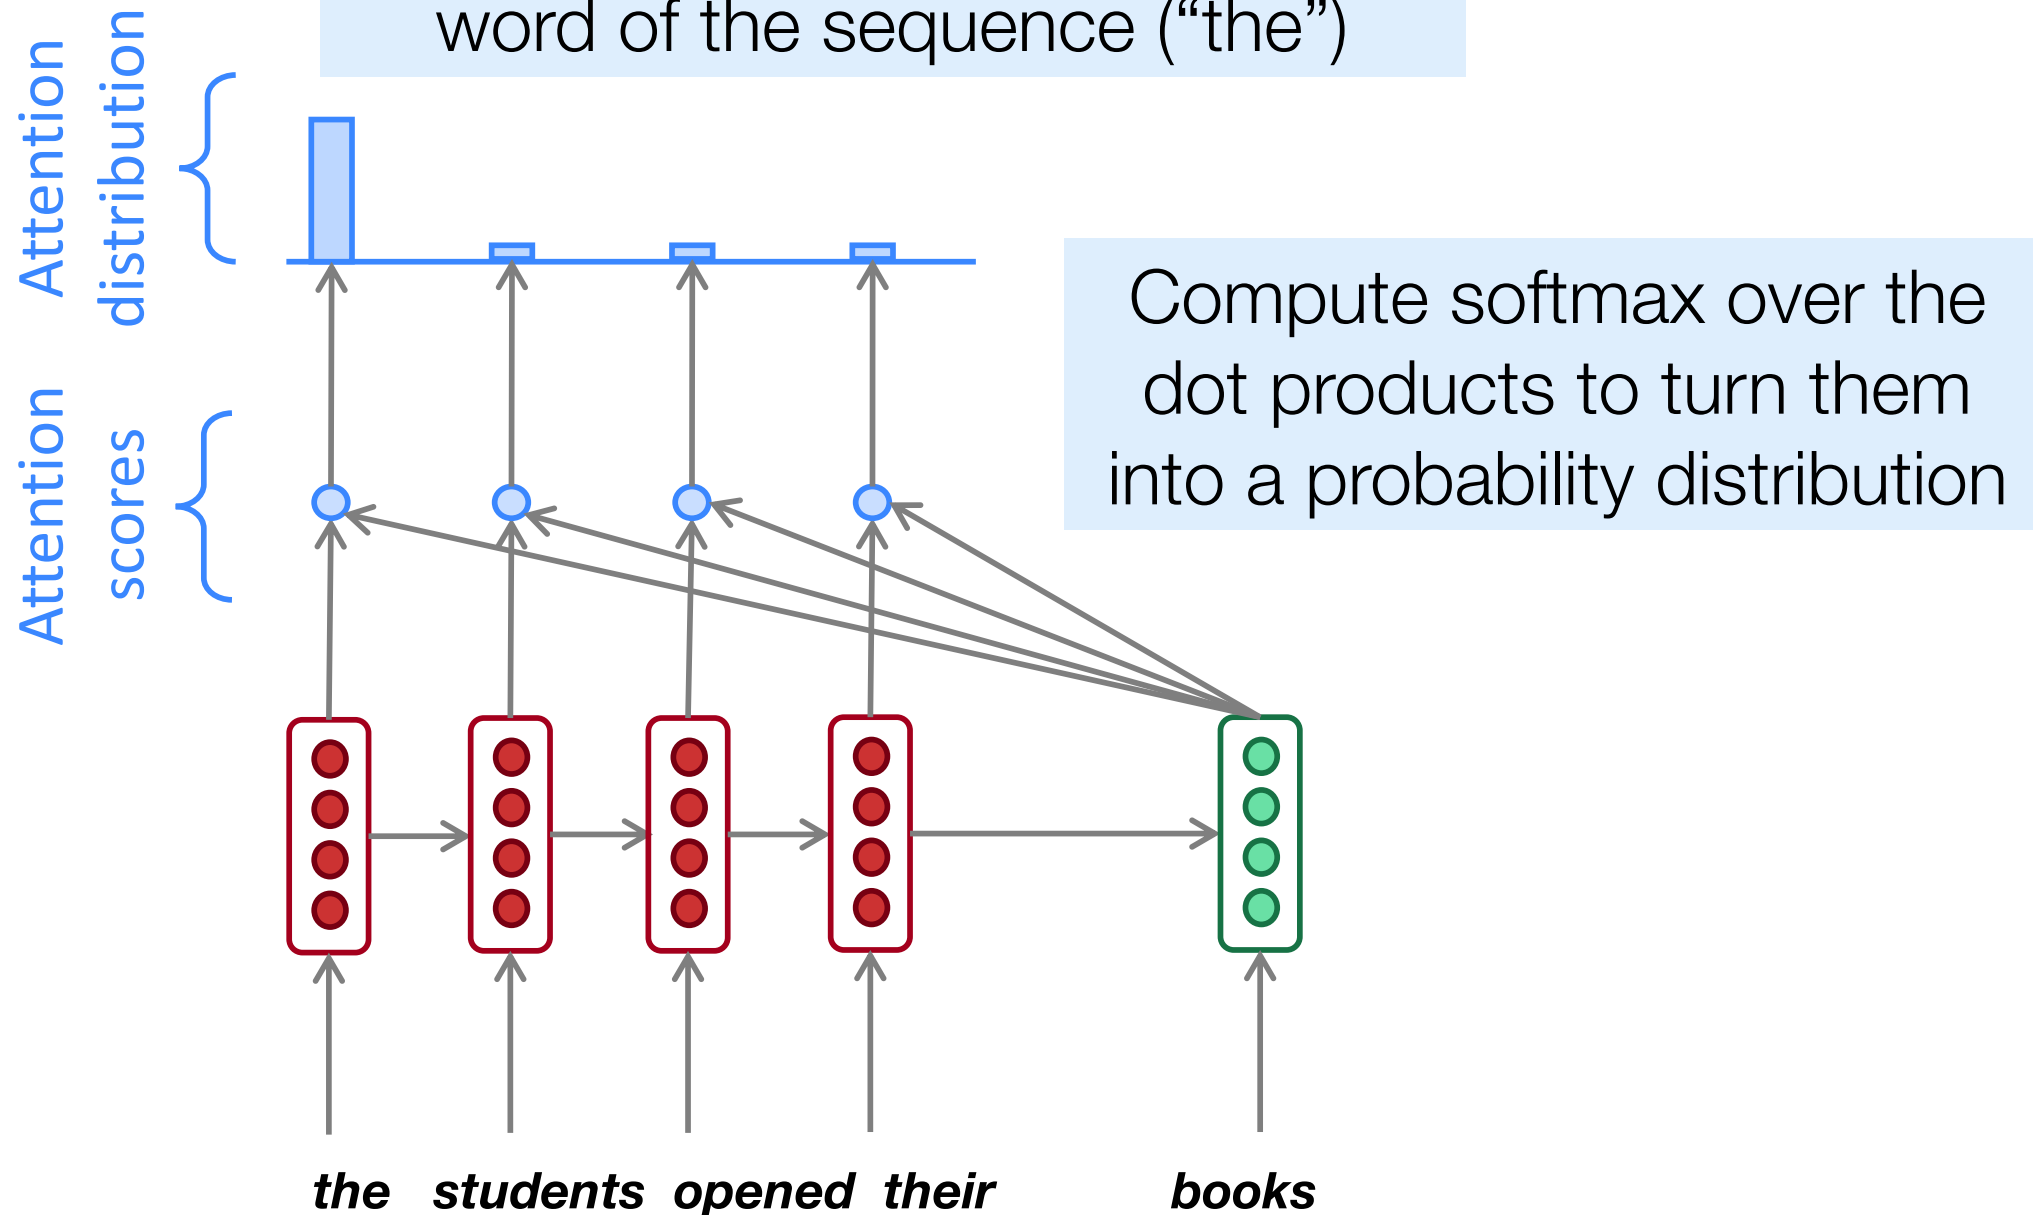 word of the sequence (“the”)
Attention
distribution
Compute softmax over the
dot products to turn them
into a probability distribution
Attention
scores
the students opened their books